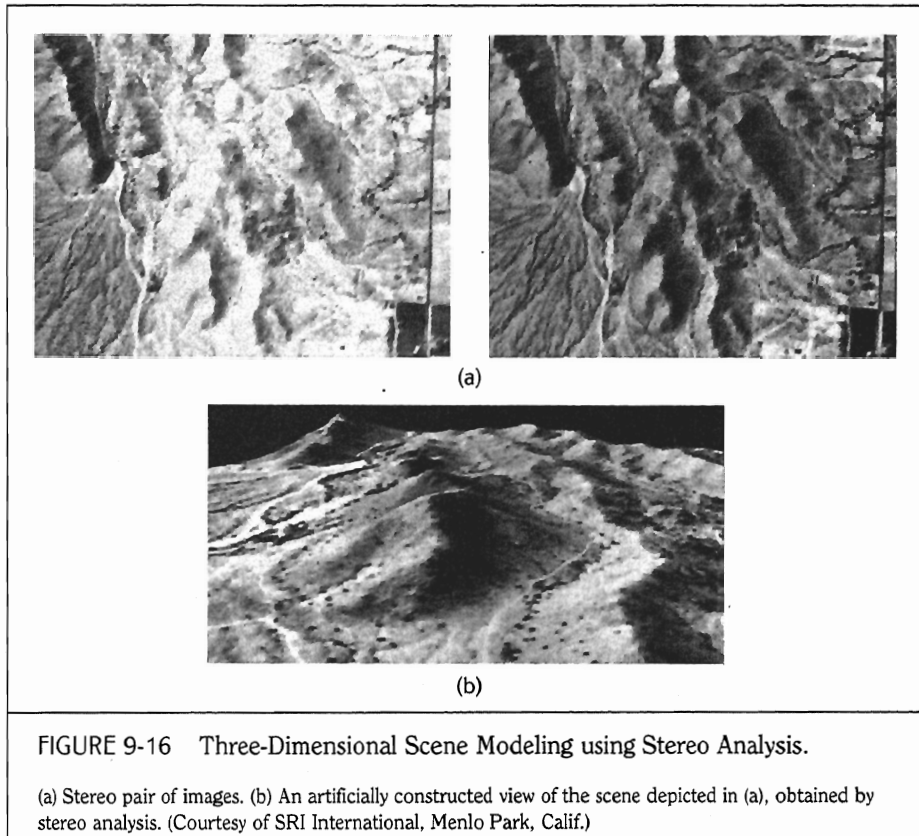 (a)
(b)
FIGURE 9-16 Three-Dimensional Scene Modeling using Stereo Analysis.
(a) Stereo pair of images. (b) An artificially constructed view of the scene depicted in (a), obtained by
stereo analysis. (Courtesy of SRI International, Menlo Park, Calif.)